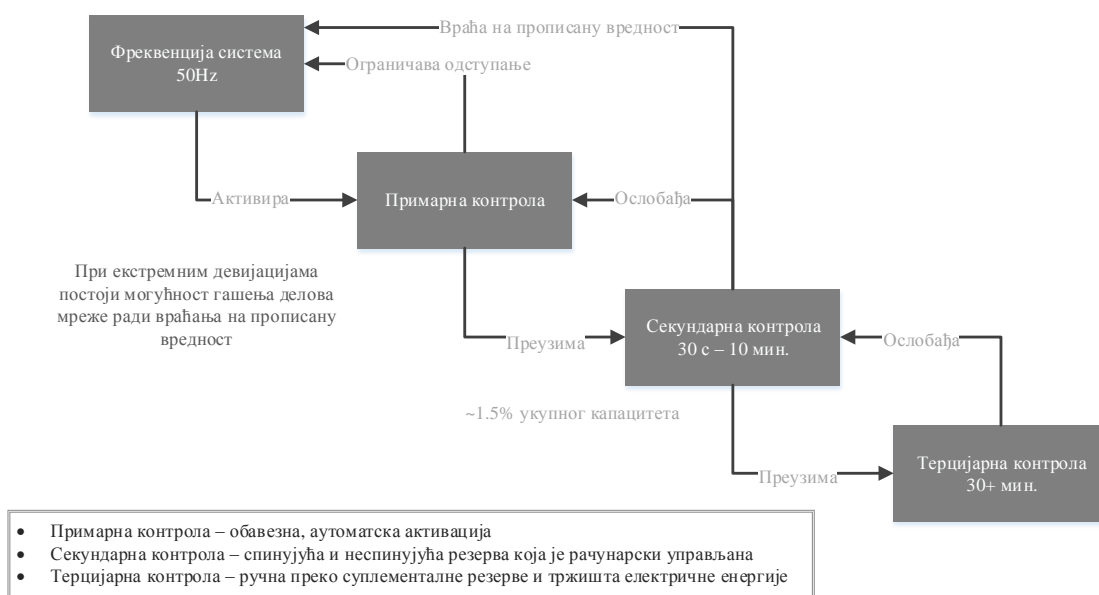 Враћа на прописану вредност
Фреквенција система
50Hz
Ограничава одступање
Активира
Примарна контрола
Ослобађа
При екстремним девијацијама
постоји могућност гашења делова
мреже ради враћања на прописану
вредност
Преузима
Секундарна контрола
30 с – 10 мин.
Ослобађа
~1.5% укупног капацитета
Преузима
Терцијарна контрола
30+ мин.
• Примарна контрола – обавезна, аутоматска активација
• Секундарна контрола – спинујућа и неспинујућа резерва која је рачунарски управљана
• Терцијарна контрола – ручна преко суплементалне резерве и тржишта електричне енергије